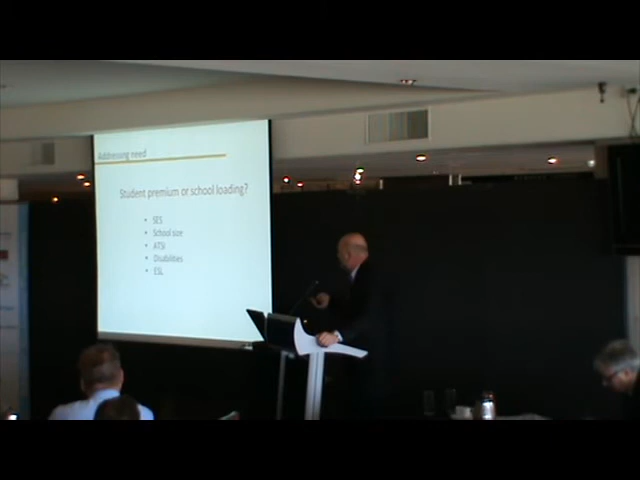 Addressing need
Student premium or school loading?
• SES
• School size
• ATSI
• Disabilities
• ESL